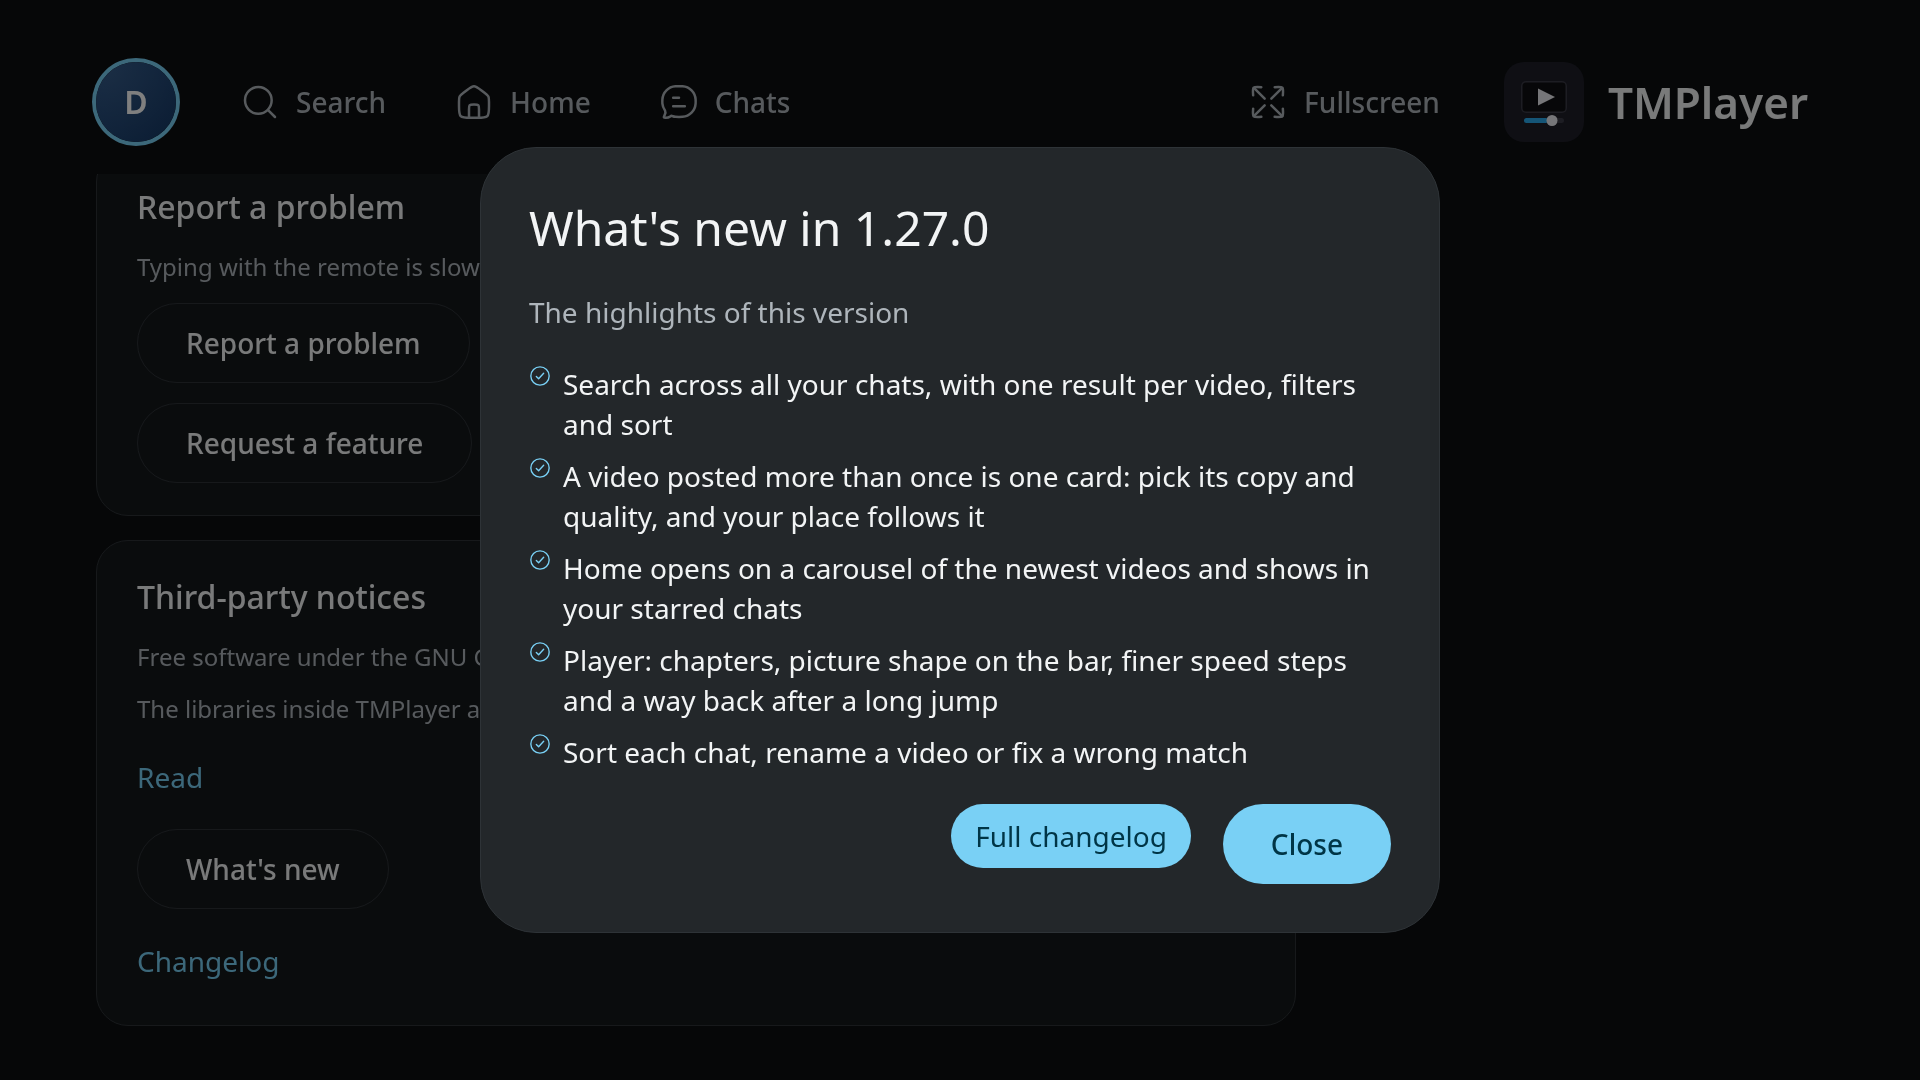 D
Search
Home
Chats
Fullscreen
TMPlayer
Report a problem
Typing with the remote is slow
Report a problem
Request a feature
Third-party notices
Free software under the GNU
The libraries inside TMPlayer a
Read
What's new
Changelog
What's new in 1.27.0
The highlights of this version
Search across all your chats, with one result per video, filters
and sort
A video posted more than once is one card: pick its copy and
quality, and your place follows it
Home opens on a carousel of the newest videos and shows in
your starred chats
Player: chapters, picture shape on the bar, finer speed steps
and a way back after a long jump
Sort each chat, rename a video or fix a wrong match
Full changelog
Close